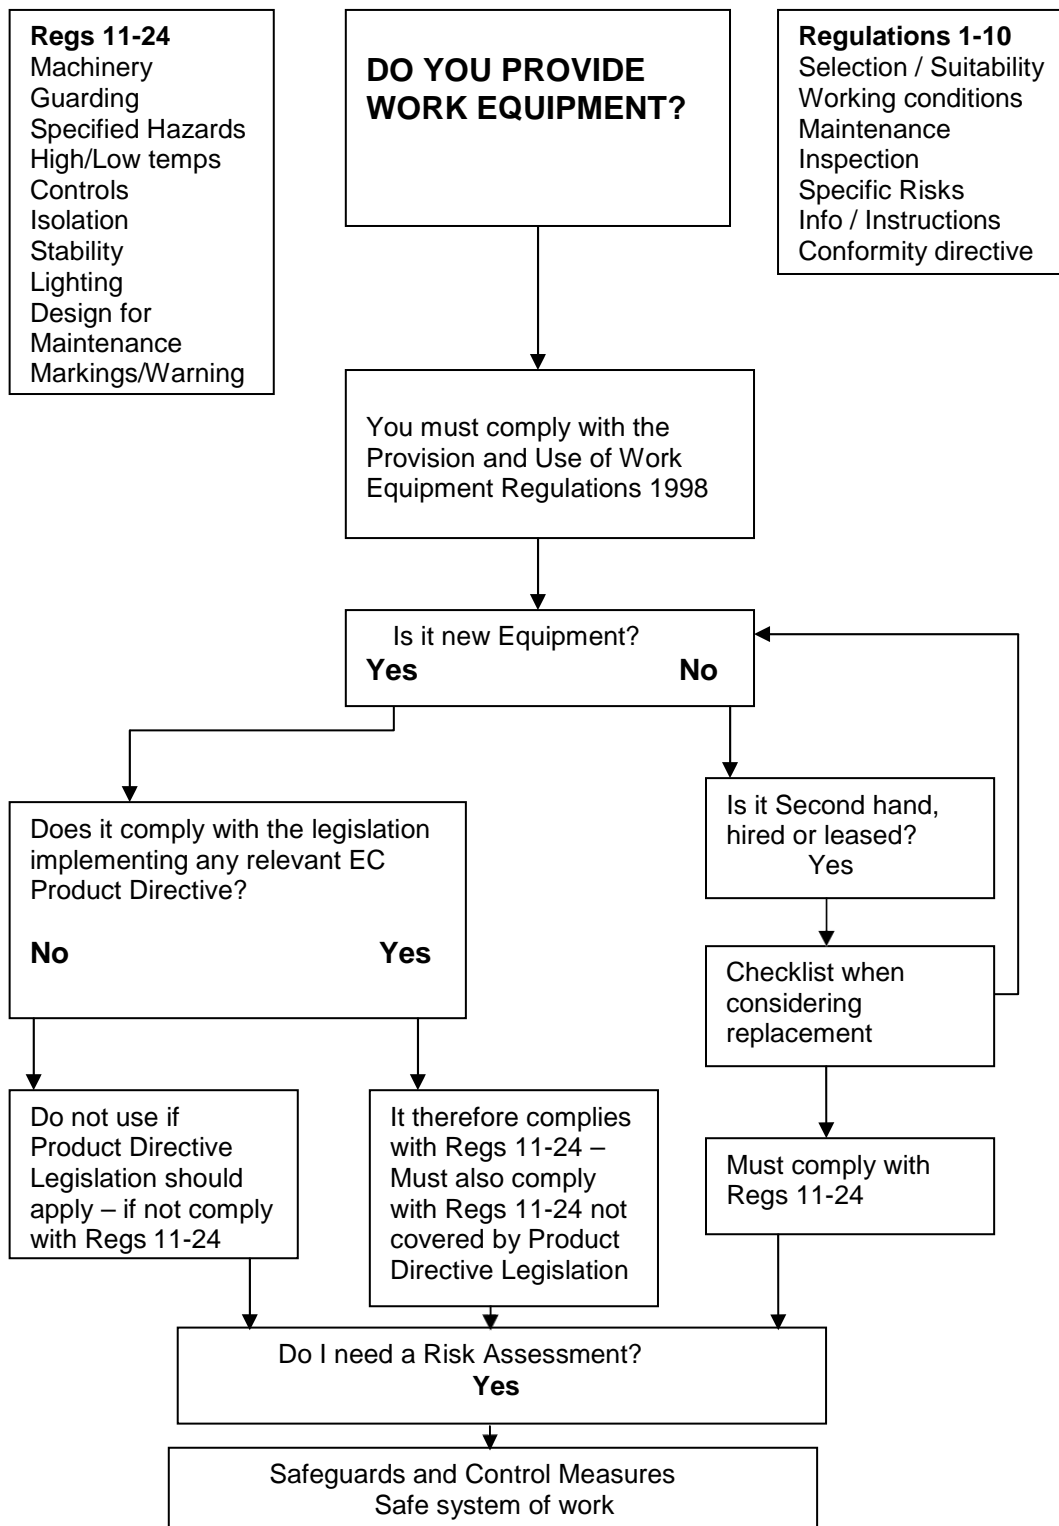 Regs 11-24
Machinery
Guarding
Specified Hazards
High/Low temps
Controls
Isolation
Stability
Lighting
Design for
Maintenance
Markings/Warning
DO YOU PROVIDE
WORK EQUIPMENT?
Regulations 1-10
Selection / Suitability
Working conditions
Maintenance
Inspection
Specific Risks
Info / Instructions
Conformity directive
You must comply with the
Provision and Use of Work
Equipment Regulations 1998
Is it new Equipment?
Yes No
Does it comply with the legislation
implementing any relevant EC
Product Directive?
No Yes
Is it Second hand,
hired or leased?
Yes
Checklist when
considering
replacement
Do not use if
Product Directive
Legislation should
apply – if not comply
with Regs 11-24
It therefore complies
with Regs 11-24 –
Must also comply
with Regs 11-24 not
covered by Product
Directive Legislation
Must comply with
Regs 11-24
Do I need a Risk Assessment?
Yes
Safeguards and Control Measures
Safe system of work